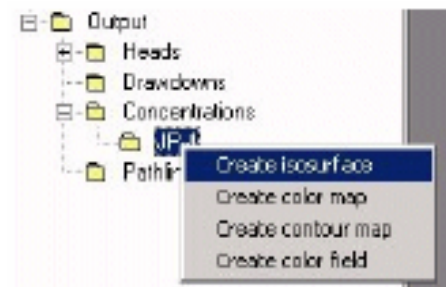 Output
Heads
Drawdowns
Concentrations
Create isosurface
Create color map
Create contour map
Create color field